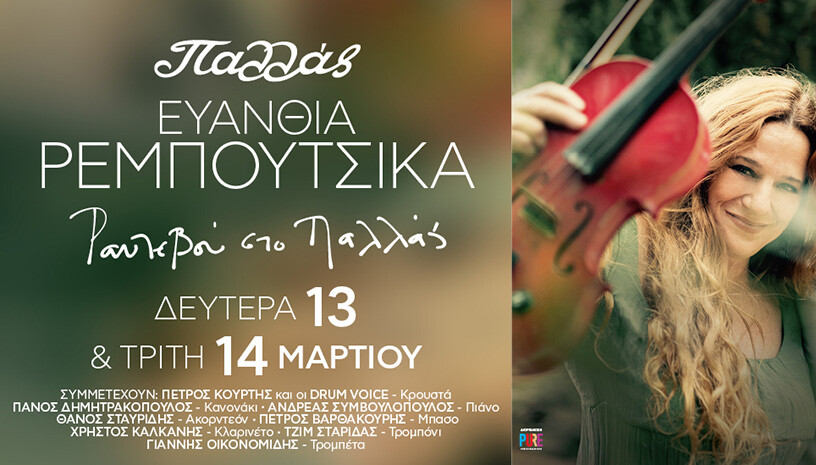 Παλλάς
ΕΥΑΝΘΙΑ
ΡΕΜΠΟΥΤΣΙΚΑ
Ραντεβού στο Παλλάς
ΔΕΥΤΕΡΑ 13
& ΤΡΙΤΗ 14 ΜΑΡΤΙΟΥ
ΣΥΜΜΕΤΕΧΟΥΝ: ΠΕΤΡΟΣ ΚΟΥΡΤΗΣ και οι DRUM VOICE - Κρουστά
ΠΑΝΟΣ ΔΗΜΗΤΡΑΚΟΠΟΥΛΟΣ - Κανονάκι · ΑΝΔΡΕΑΣ ΣΥΜΒΟΥΛΟΠΟΥΛΟΣ - Πιάνο
ΘΑΝΟΣ ΣΤΑΥΡΙΔΗΣ - Ακορντεόν · ΠΕΤΡΟΣ ΒΑΡΘΑΚΟΥΡΗΣ - Μπασο
ΧΡΗΣΤΟΣ ΚΑΛΚΑΝΗΣ - Κλαρινέτο · ΤΖΙΜ ΣΤΑΡΙΔΑΣ - Τρομπόνι
ΓΙΑΝΝΗΣ ΟΙΚΟΝΟΜΙΔΗΣ - Τρομπέτα